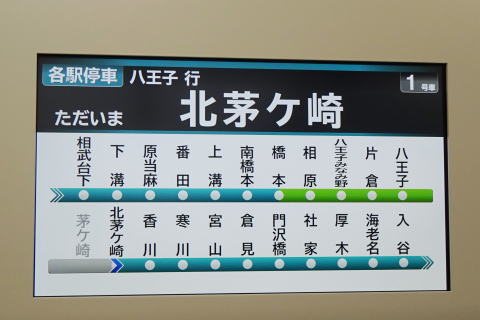 各駅停車 八王子 行
1 号車
ただいま 北茅ケ崎
相武台下 下溝 原当麻 番田 上溝 南橋本 橋本 相原 八王子みなみ野 片倉 八王子
茅ケ崎 北茅ケ崎 香川 寒川 宮山 倉見 門沢橋 社家 厚木 海老名 入谷